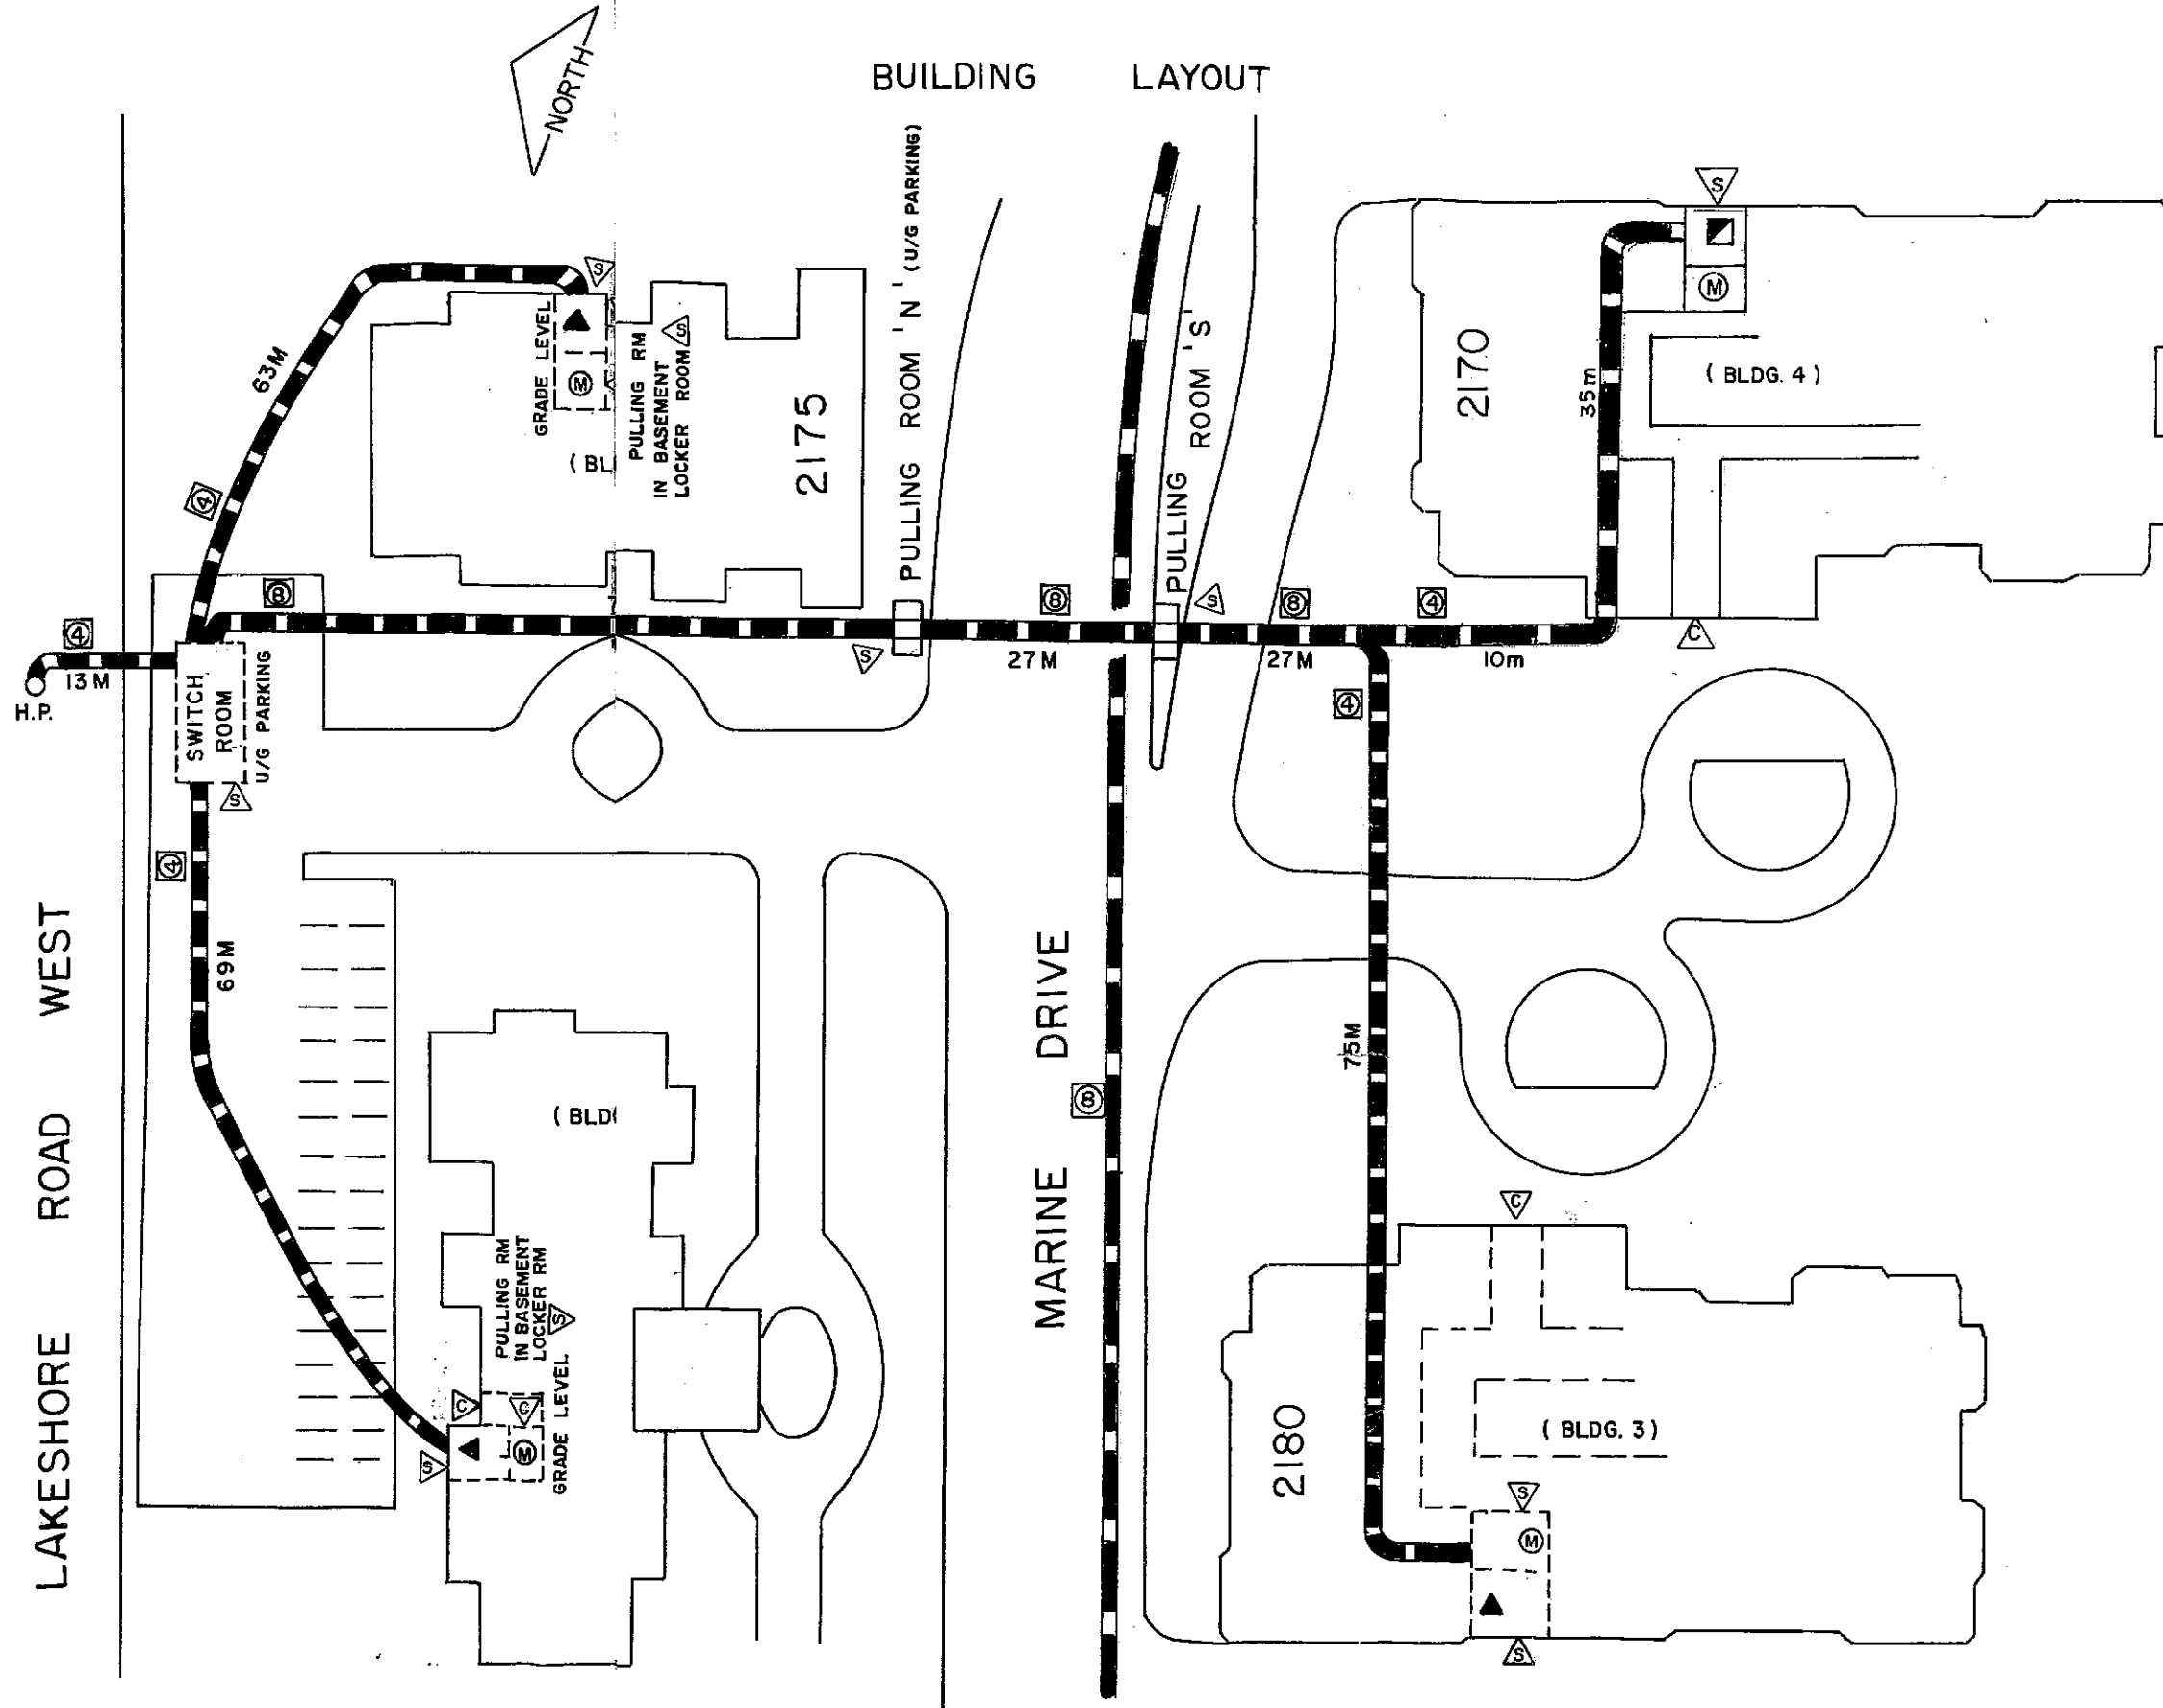 BUILDING LAYOUT
NORTH
S
S
63M
GRADE LEVEL
M
PULLING RM
IN BASEMENT
LOCKER ROOM
S
( BL
2175
PULLING ROOM 'N' (U/G PARKING)
PULLING
ROOM 'S'
2170
M
( BLDG. 4 )
35m
4
8
8
S
8
4
4
13M
H.P.
SWITCH
ROOM
U/G PARKING
S
S
27M
27M
10m
C
4
4
69M
LAKESHORE ROAD WEST
MARINE DRIVE
8
75M
( BLD
PULLING RM
IN BASEMENT
LOCKER RM
S
GRADE LEVEL
C
C
M
S
C
2180
( BLDG. 3 )
S
M
S